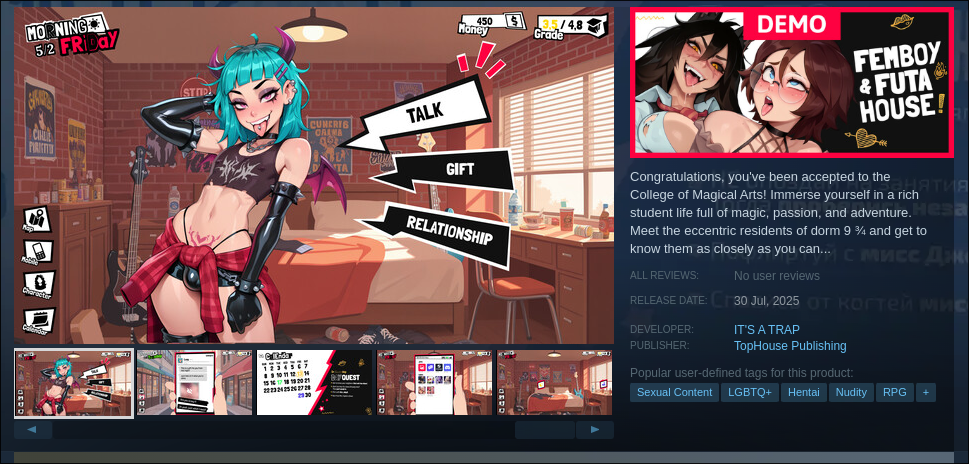 MORNING
5/2 FRiDaY
450 $
Money
3,5 / 4,8
Grade
STOP
TALK
GIFT
RELATIONSHIP
Map
Mobile
Character
Calendar
QUEST
DEMO
FEMBOY
& FUTA
HOUSE!
Congratulations, you've been accepted to the
College of Magical Arts! Immerse yourself in a rich
student life full of magic, passion, and adventure.
Meet the eccentric residents of dorm 9 ¾ and get to
know them as closely as you can...
ALL REVIEWS: No user reviews
RELEASE DATE: 30 Jul, 2025
DEVELOPER: IT'S A TRAP
PUBLISHER: TopHouse Publishing
Popular user-defined tags for this product:
Sexual Content LGBTQ+ Hentai Nudity RPG +